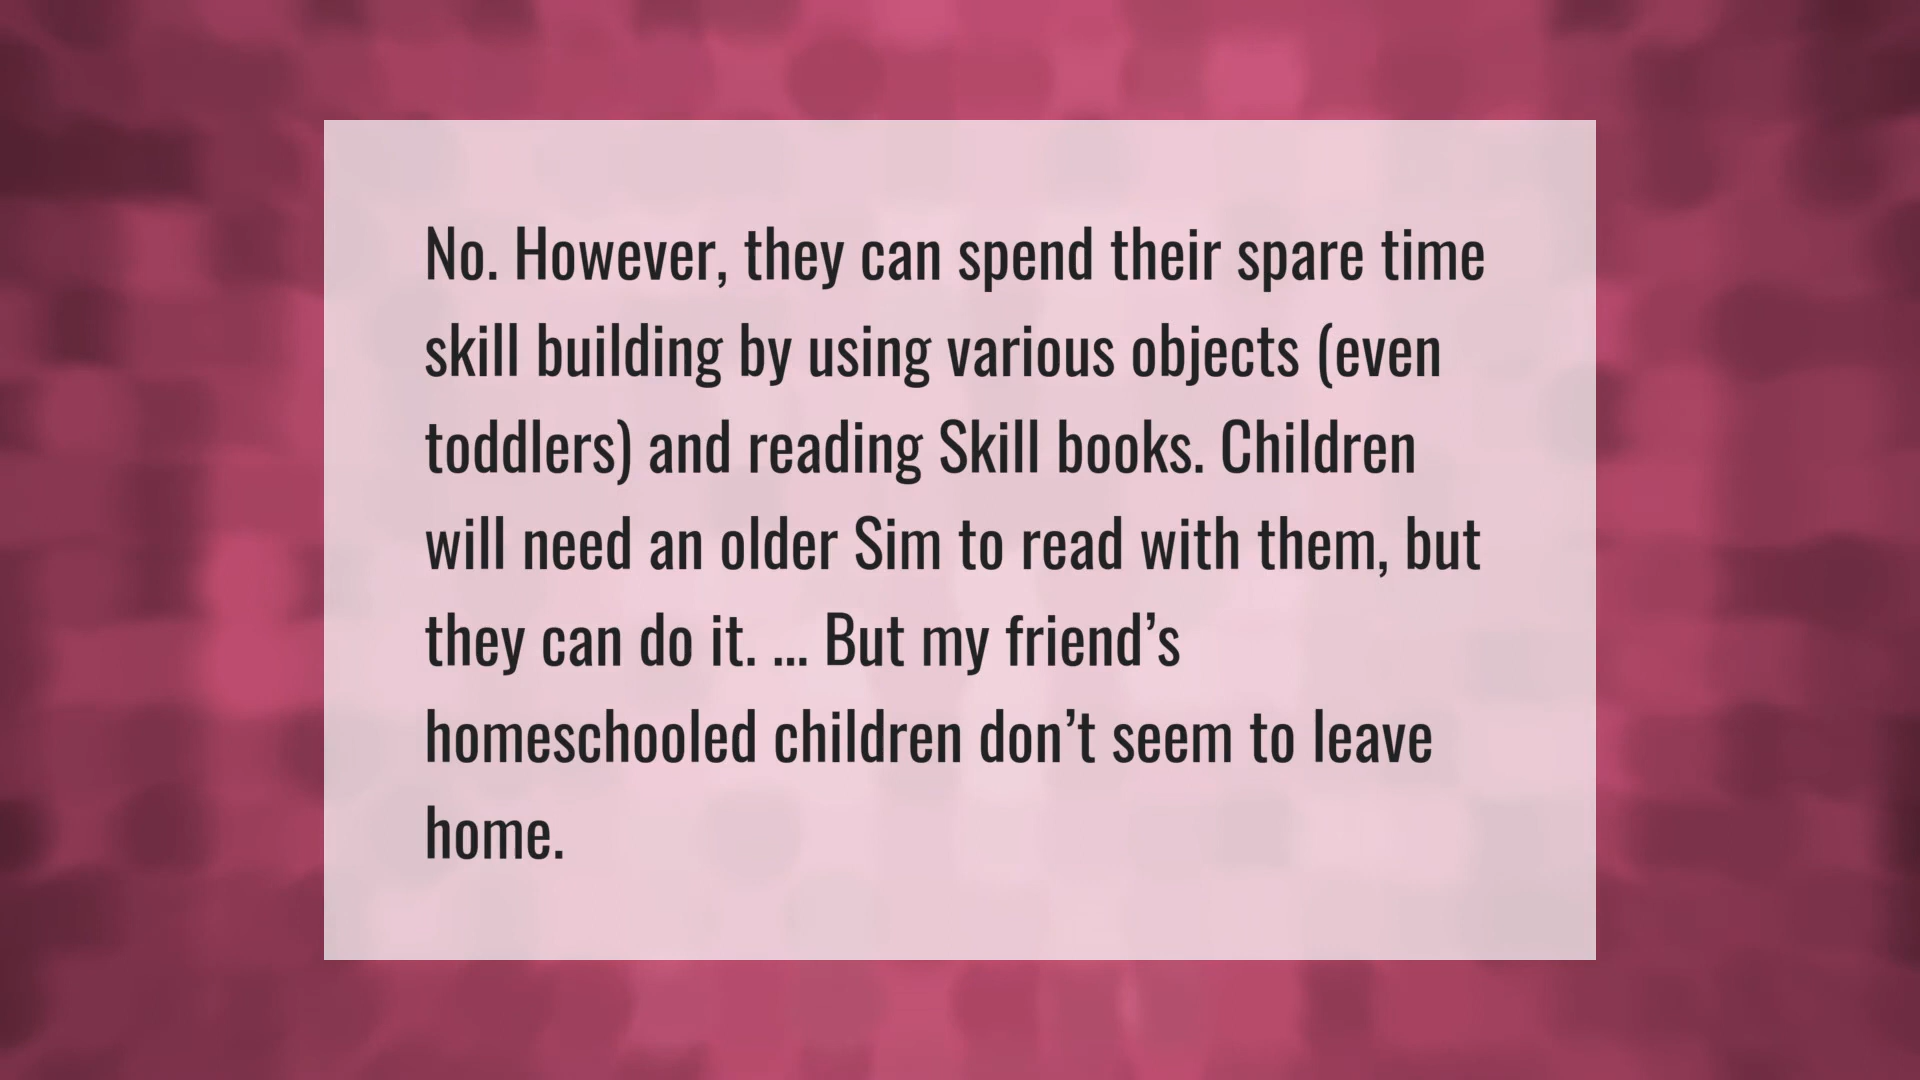 No. However, they can spend their spare time
skill building by using various objects (even
toddlers) and reading Skill books. Children
will need an older Sim to read with them, but
they can do it. ... But my friend’s
homeschooled children don’t seem to leave
home.